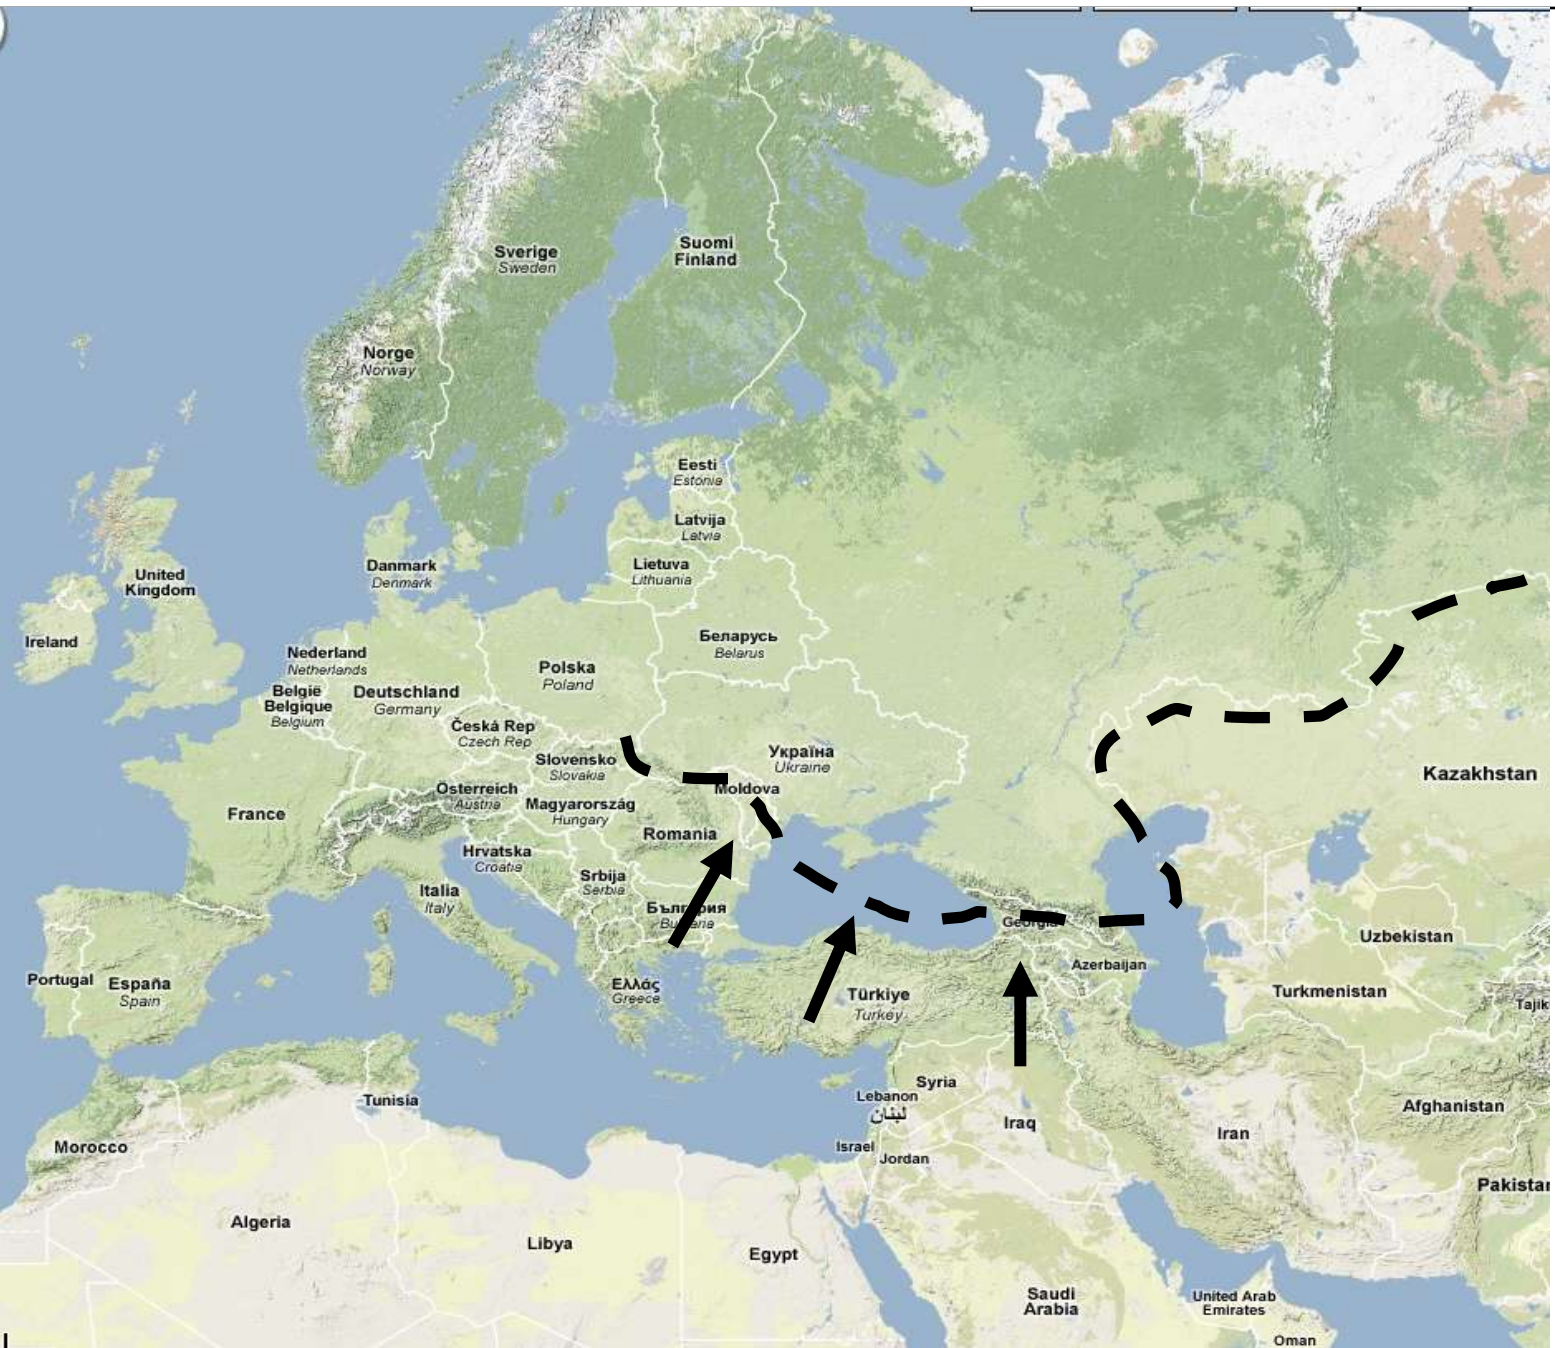 Sverige
Sweden
Suomi
Finland
Norge
Norway
Eesti
Estonia
Latvija
Latvia
Lietuva
Lithuania
Danmark
Denmark
United
Kingdom
Ireland
Беларусь
Belarus
Nederland
Netherlands
Polska
Poland
België
Belgique
Belgium
Deutschland
Germany
Česká Rep
Czech Rep
Україна
Ukraine
Slovensko
Slovakia
Kazakhstan
Österreich
Austria
Moldova
Magyarország
Hungary
France
Romania
Hrvatska
Croatia
Srbija
Serbia
Italia
Italy
Georgia
Uzbekistan
Azerbaijan
Portugal
España
Spain
Ελλάς
Greece
Türkiye
Turkey
Turkmenistan
Tajik
Syria
Lebanon
لبنان
Tunisia
Afghanistan
Iraq
Iran
Morocco
Israel
Jordan
Pakistan
Algeria
Libya
Egypt
Saudi
Arabia
United Arab
Emirates
Oman